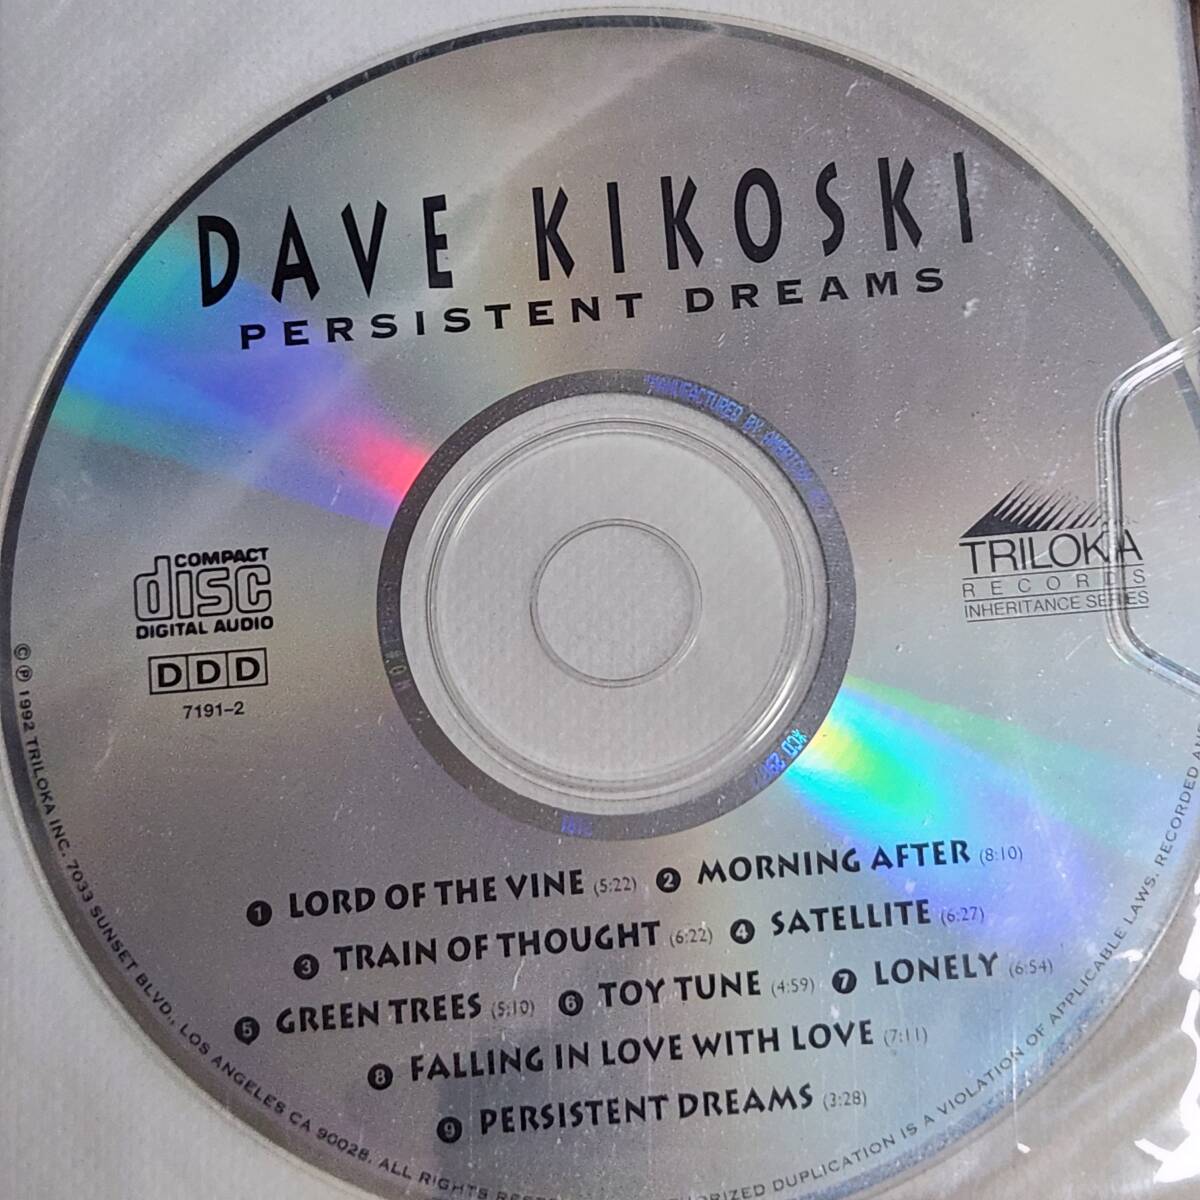 DAVE KIKOSKI
PERSISTENT DREAMS
MANUFACTURED BY AMERICAN
COMPACT
disc
DIGITAL AUDIO
DDD
7191-2
TRILOKA
RECORDS
INHERITANCE SERIES
1 LORD OF THE VINE (5:22) 2 MORNING AFTER (8:10)
3 TRAIN OF THOUGHT (6:22) 4 SATELLITE (6:27)
5 GREEN TREES (5:10) 6 TOY TUNE (4:59) 7 LONELY (6:54)
8 FALLING IN LOVE WITH LOVE (7:11)
9 PERSISTENT DREAMS (3:28)
© ℗ 1992 TRILOKA INC. 7033 SUNSET BLVD., LOS ANGELES CA 90028. ALL RIGHTS DUPLICATION IS A VIOLATION OF APPLICABLE LAWS. RECORDED